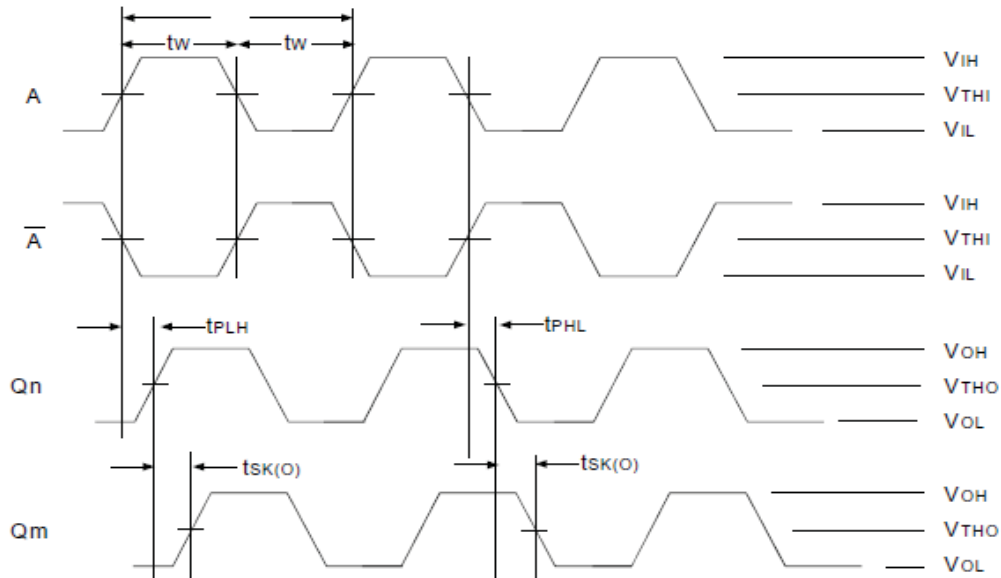 tW tW
VIH
A VTHI
VIL
VIH
A VTHI
VIL
tPLH tPHL
VOH
Qn VTHO
VOL
tSK(O) tSK(O)
VOH
Qm VTHO
VOL